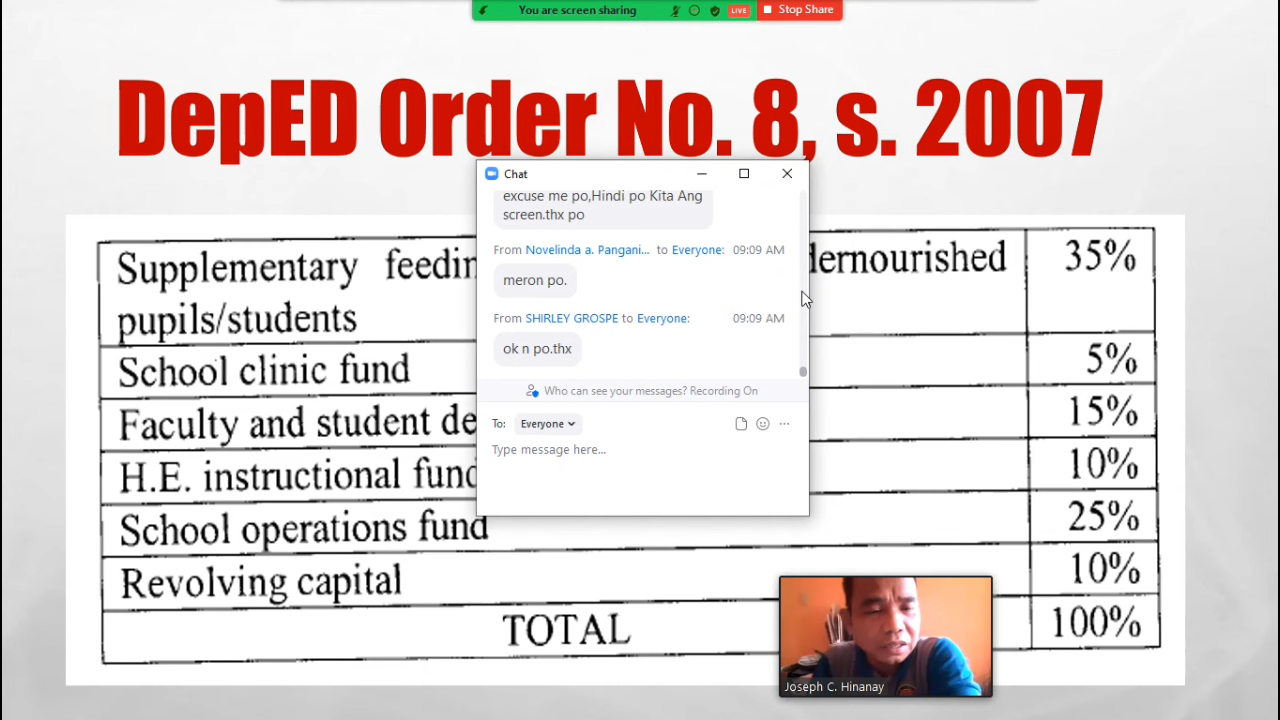 You are screen sharing
LIVE
Stop Share
DepED Order No. 8, s. 2007
Chat
excuse me po,Hindi po Kita Ang
screen.thx po
From Novelinda a. Pangani... to Everyone: 09:09 AM
meron po.
From SHIRLEY GROSPE to Everyone: 09:09 AM
ok n po.thx
Who can see your messages? Recording On
To: Everyone
Type message here...
Supplementary feedin dernourished 35%
pupils/students
School clinic fund 5%
Faculty and student de 15%
H.E. instructional fund 10%
School operations fund 25%
Revolving capital 10%
TOTAL 100%
Joseph C. Hinanay